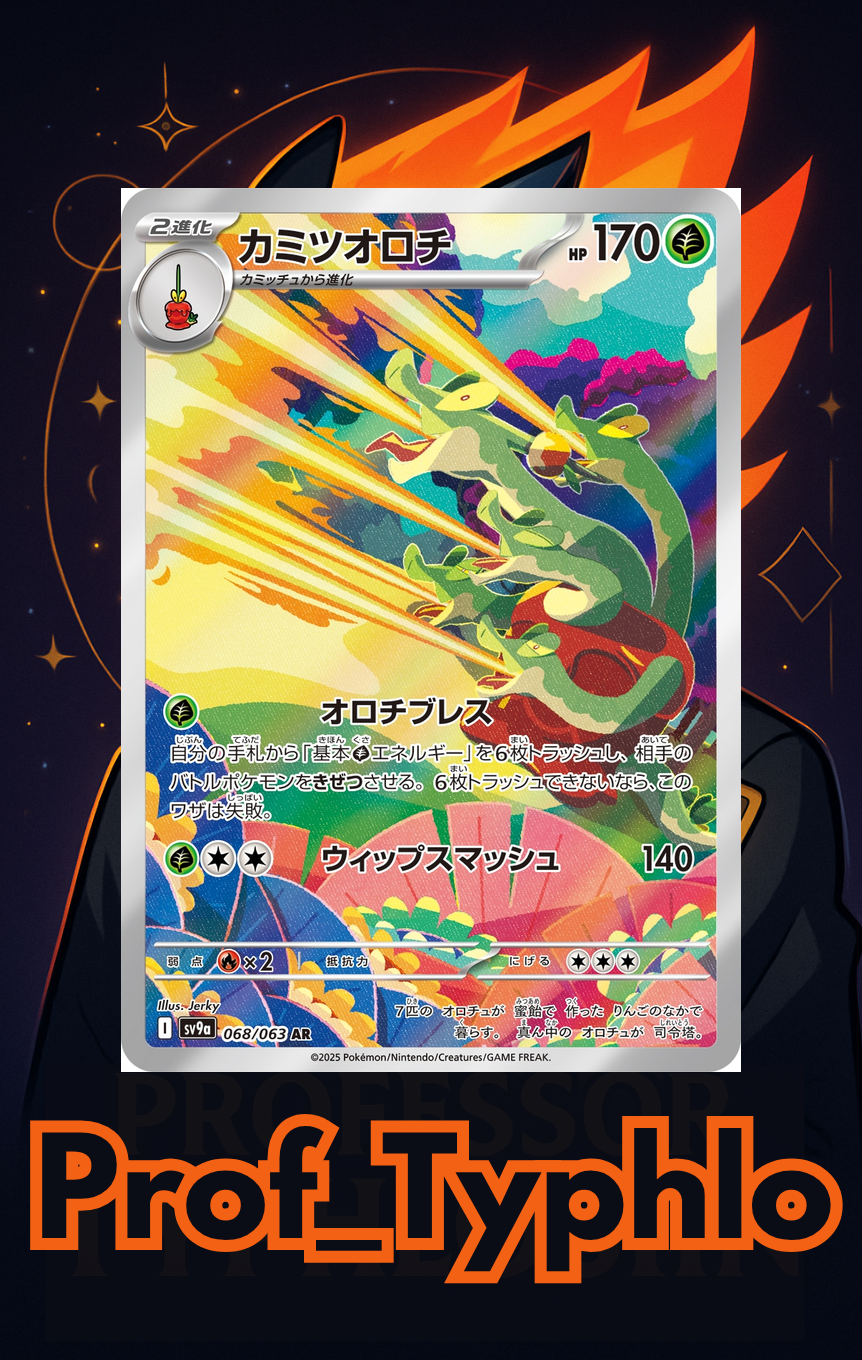 2進化
カミツオロチ
HP 170
カミッチュから進化
オロチブレス
自分の手札から「基本エネルギー」を6枚トラッシュし、相手の
バトルポケモンをきぜつさせる。6枚トラッシュできないなら、この
ワザは失敗。
ウィップスマッシュ 140
弱点 ×2 抵抗力 にげる
Illus. Jerky
7匹の オロチュが 蜜飴で 作った りんごのなかで
暮らす。 真ん中の オロチュが 司令塔。
I sv9a 068/063 AR
©2025 Pokémon/Nintendo/Creatures/GAME FREAK.
PROFESSOR
Prof_Typhlo